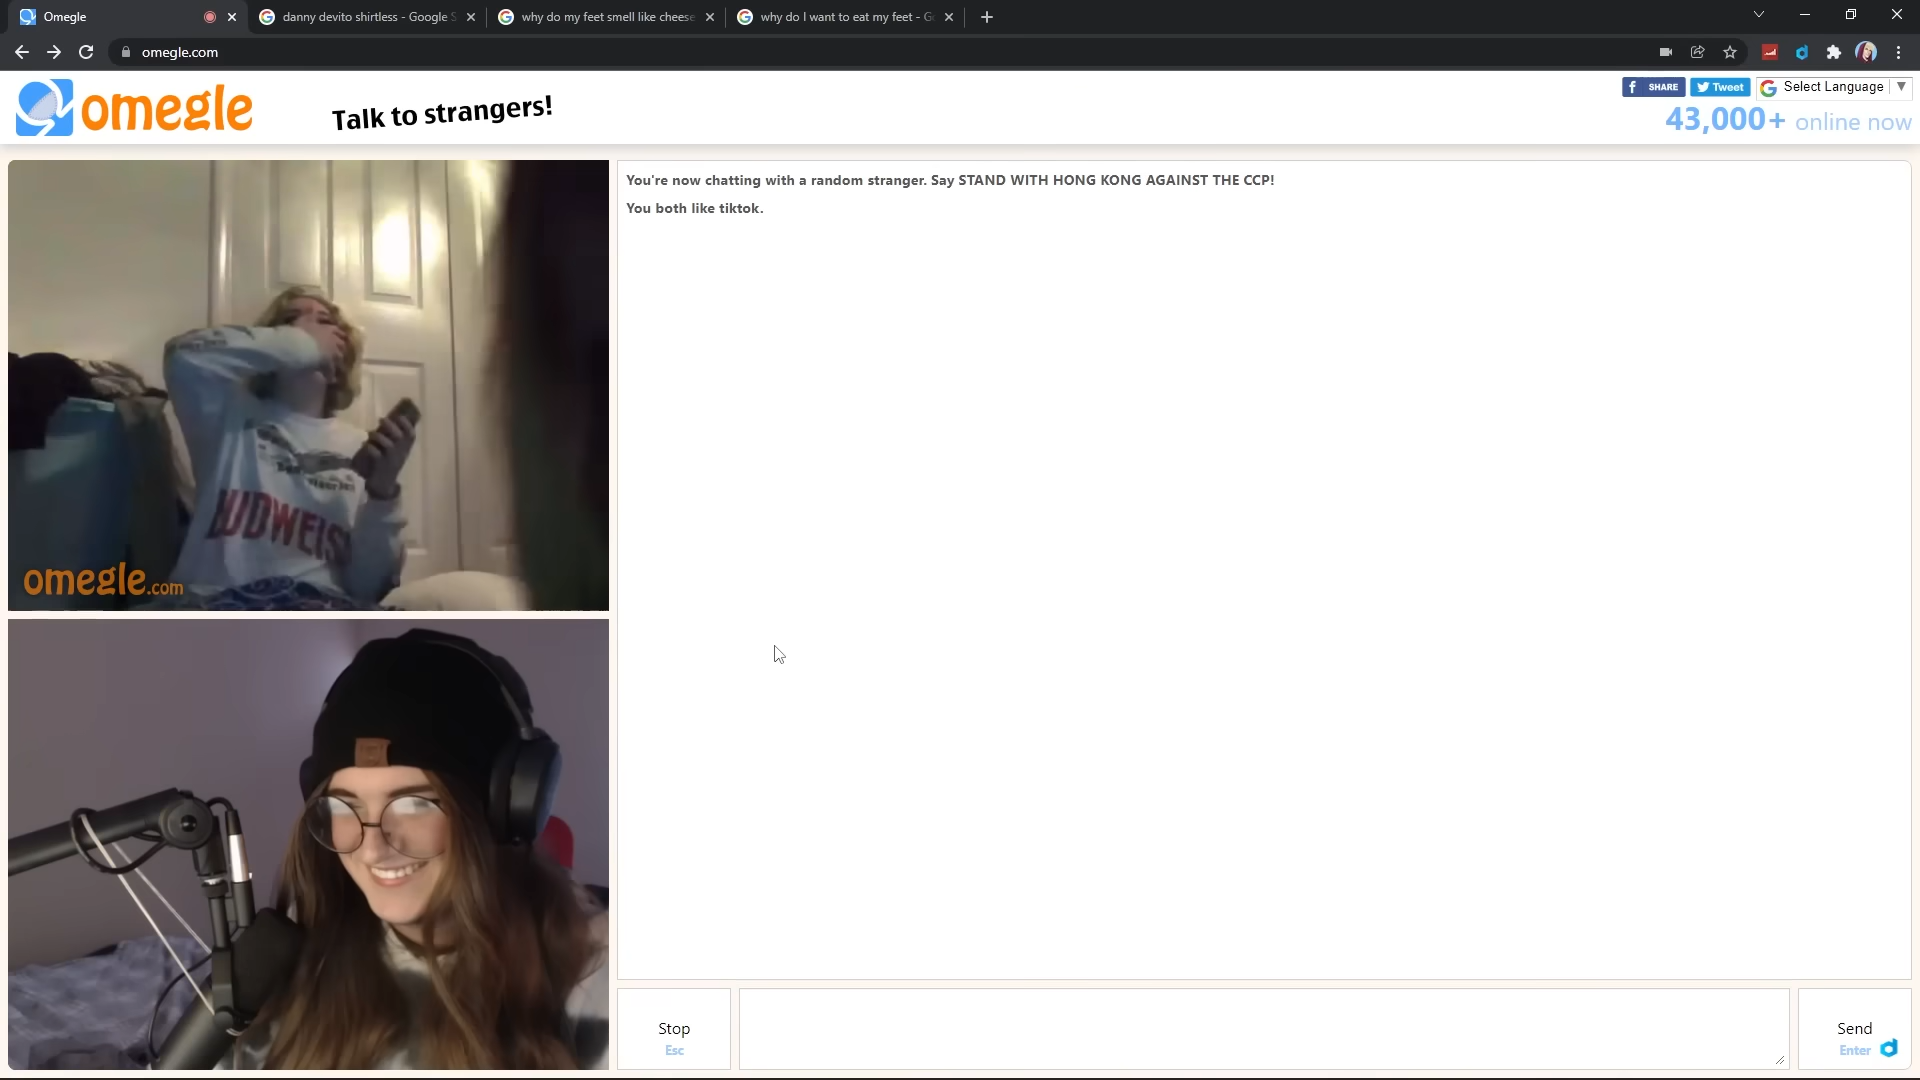 Omegle
danny devito shirtless - Google S
why do my feet smell like cheese
why do I want to eat my feet - Go
omegle.com
omegle
Talk to strangers!
SHARE
Tweet
Select Language
43,000+ online now
You're now chatting with a random stranger. Say STAND WITH HONG KONG AGAINST THE CCP!
You both like tiktok.
BUDWEIS
omegle.com
Stop
Esc
Send
Enter